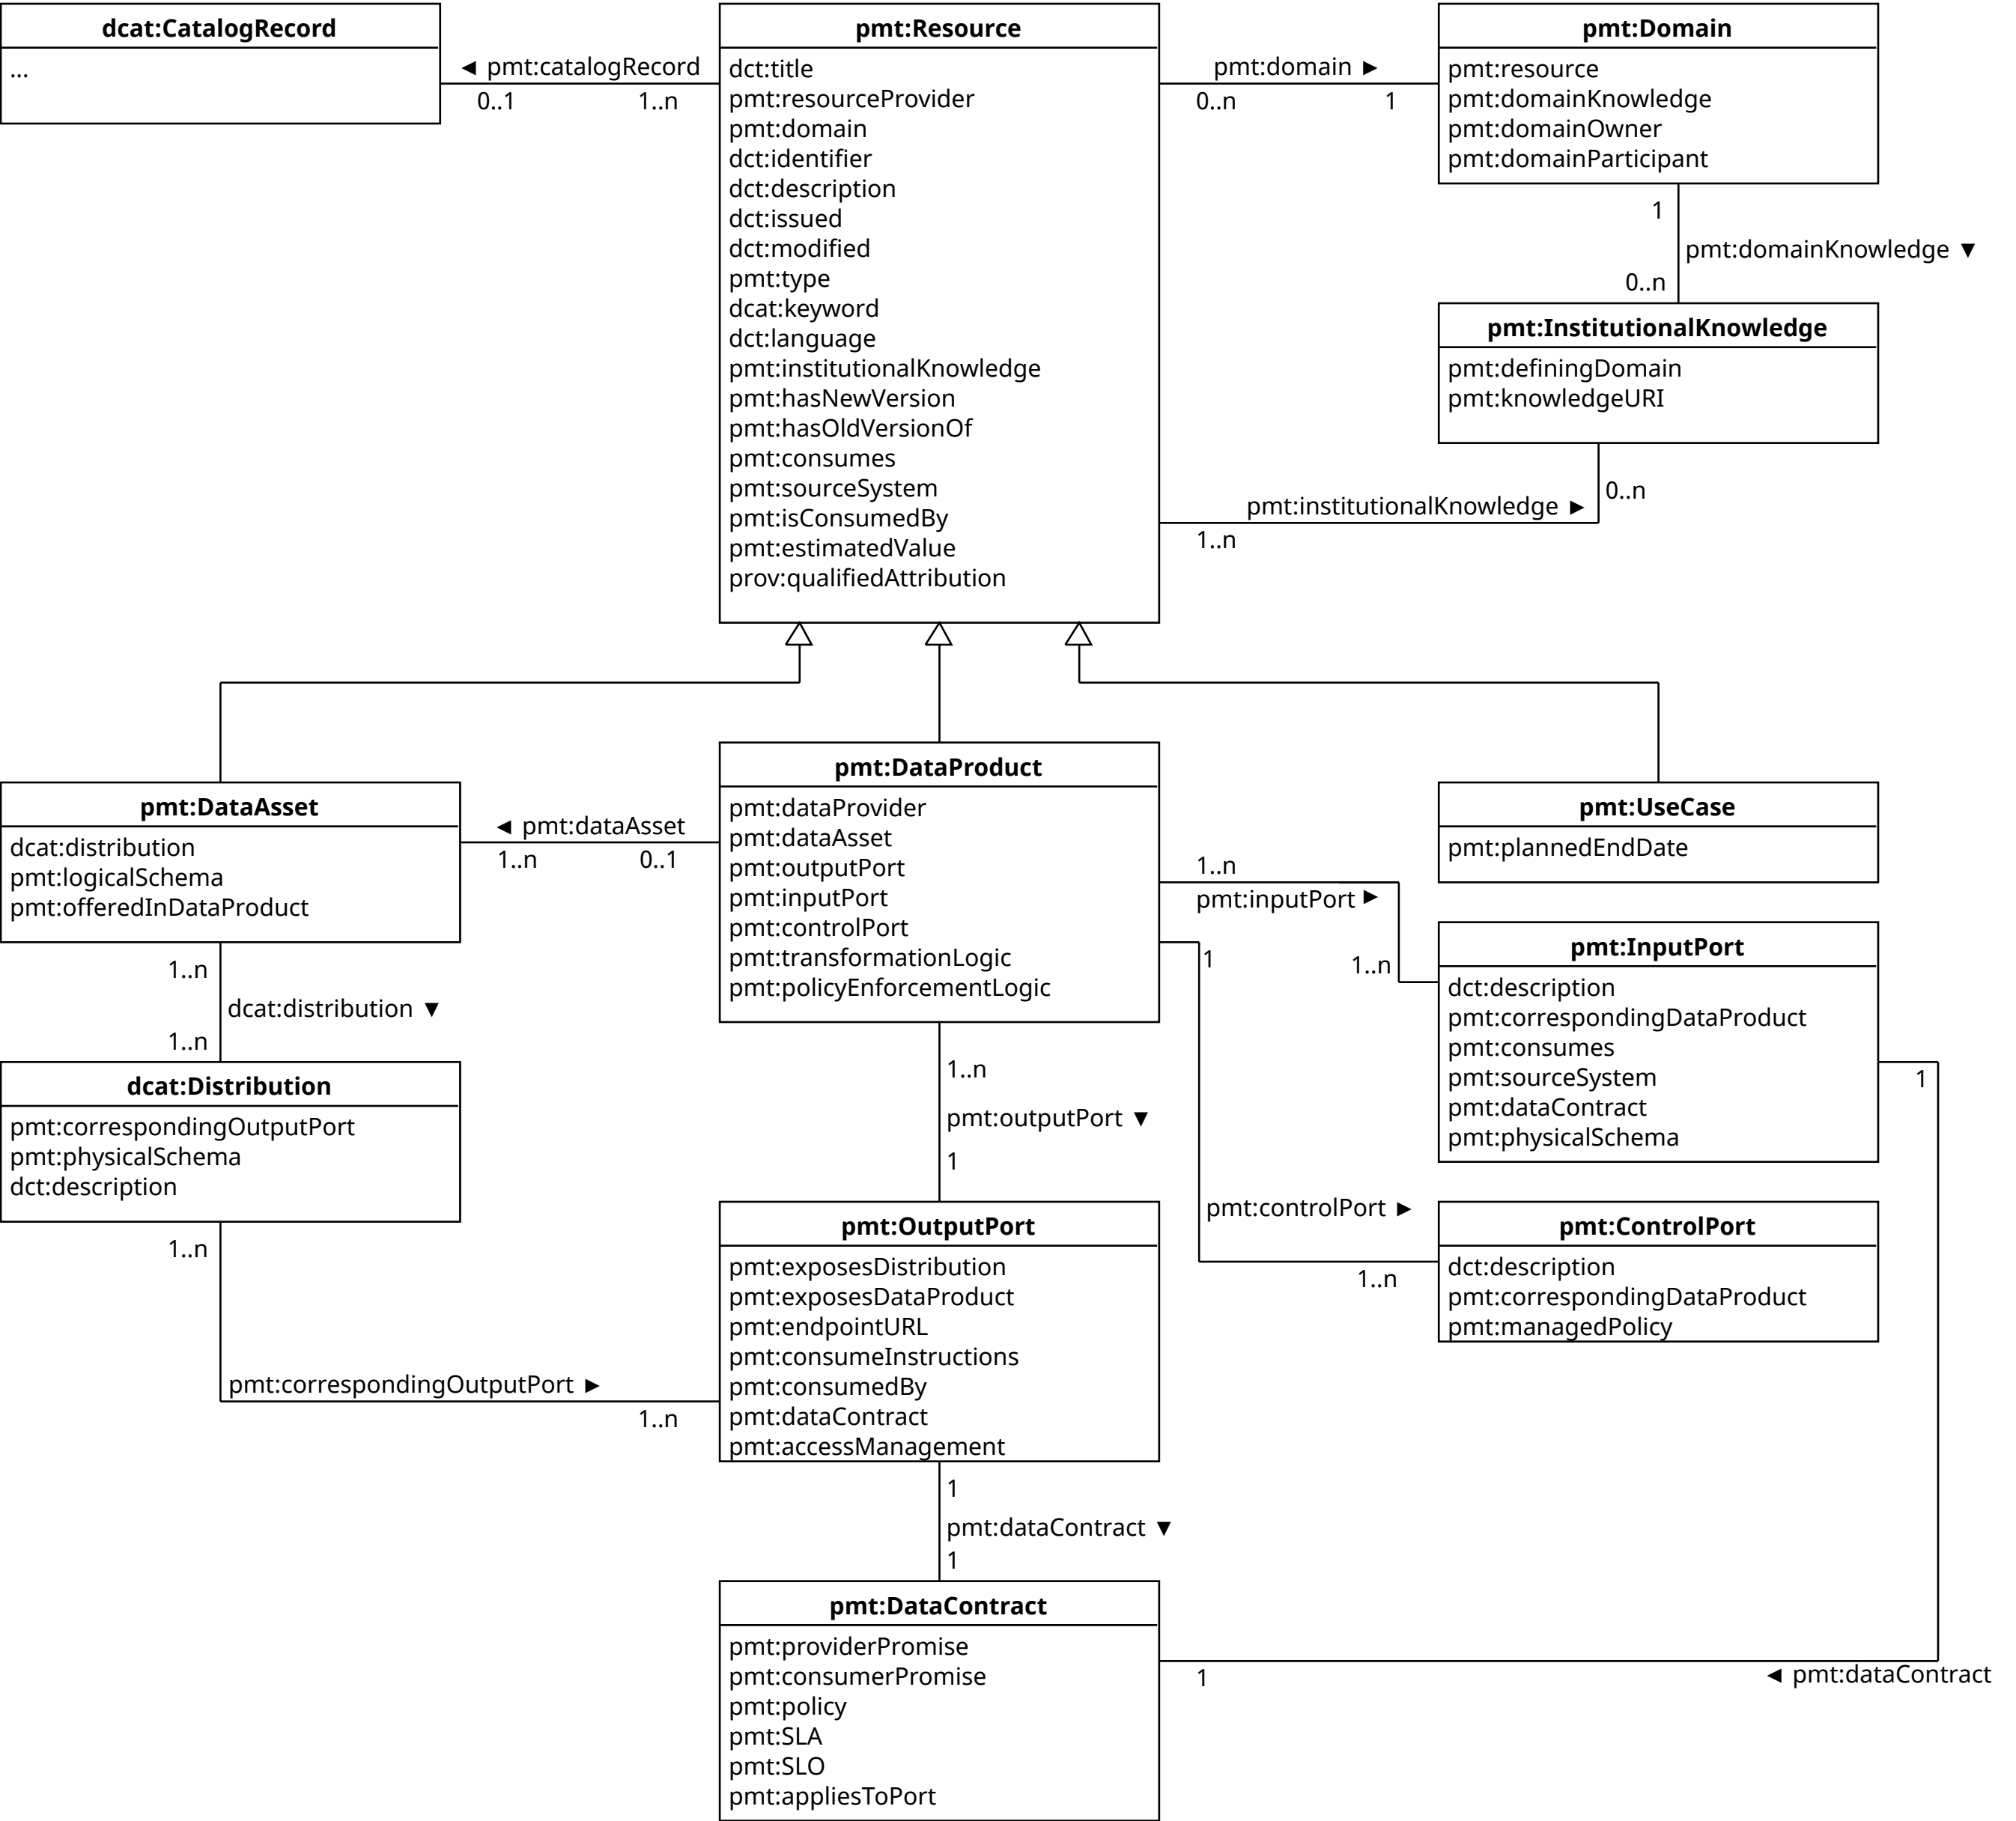 dcat:CatalogRecord
...
◄ pmt:catalogRecord
0..1
1..n
pmt:Resource
dct:title
pmt:resourceProvider
pmt:domain
dct:identifier
dct:description
dct:issued
dct:modified
pmt:type
dcat:keyword
dct:language
pmt:institutionalKnowledge
pmt:hasNewVersion
pmt:hasOldVersionOf
pmt:consumes
pmt:sourceSystem
pmt:isConsumedBy
pmt:estimatedValue
prov:qualifiedAttribution
pmt:domain ►
0..n
1
pmt:Domain
pmt:resource
pmt:domainKnowledge
pmt:domainOwner
pmt:domainParticipant
1
pmt:domainKnowledge ▼
0..n
pmt:InstitutionalKnowledge
pmt:definingDomain
pmt:knowledgeURI
0..n
pmt:institutionalKnowledge ►
1..n
pmt:DataAsset
dcat:distribution
pmt:logicalSchema
pmt:offeredInDataProduct
◄ pmt:dataAsset
1..n
0..1
pmt:DataProduct
pmt:dataProvider
pmt:dataAsset
pmt:outputPort
pmt:inputPort
pmt:controlPort
pmt:transformationLogic
pmt:policyEnforcementLogic
pmt:UseCase
pmt:plannedEndDate
1..n
pmt:inputPort ►
1..n
pmt:InputPort
dct:description
pmt:correspondingDataProduct
pmt:consumes
pmt:sourceSystem
pmt:dataContract
pmt:physicalSchema
1
1..n
dcat:distribution ▼
1..n
dcat:Distribution
pmt:correspondingOutputPort
pmt:physicalSchema
dct:description
1..n
pmt:outputPort ▼
1
1
pmt:controlPort ►
1..n
pmt:ControlPort
dct:description
pmt:correspondingDataProduct
pmt:managedPolicy
pmt:OutputPort
pmt:exposesDistribution
pmt:exposesDataProduct
pmt:endpointURL
pmt:consumeInstructions
pmt:consumedBy
pmt:dataContract
pmt:accessManagement
1..n
pmt:correspondingOutputPort ►
1..n
1
pmt:dataContract ▼
1
pmt:DataContract
pmt:providerPromise
pmt:consumerPromise
pmt:policy
pmt:SLA
pmt:SLO
pmt:appliesToPort
1
◄ pmt:dataContract